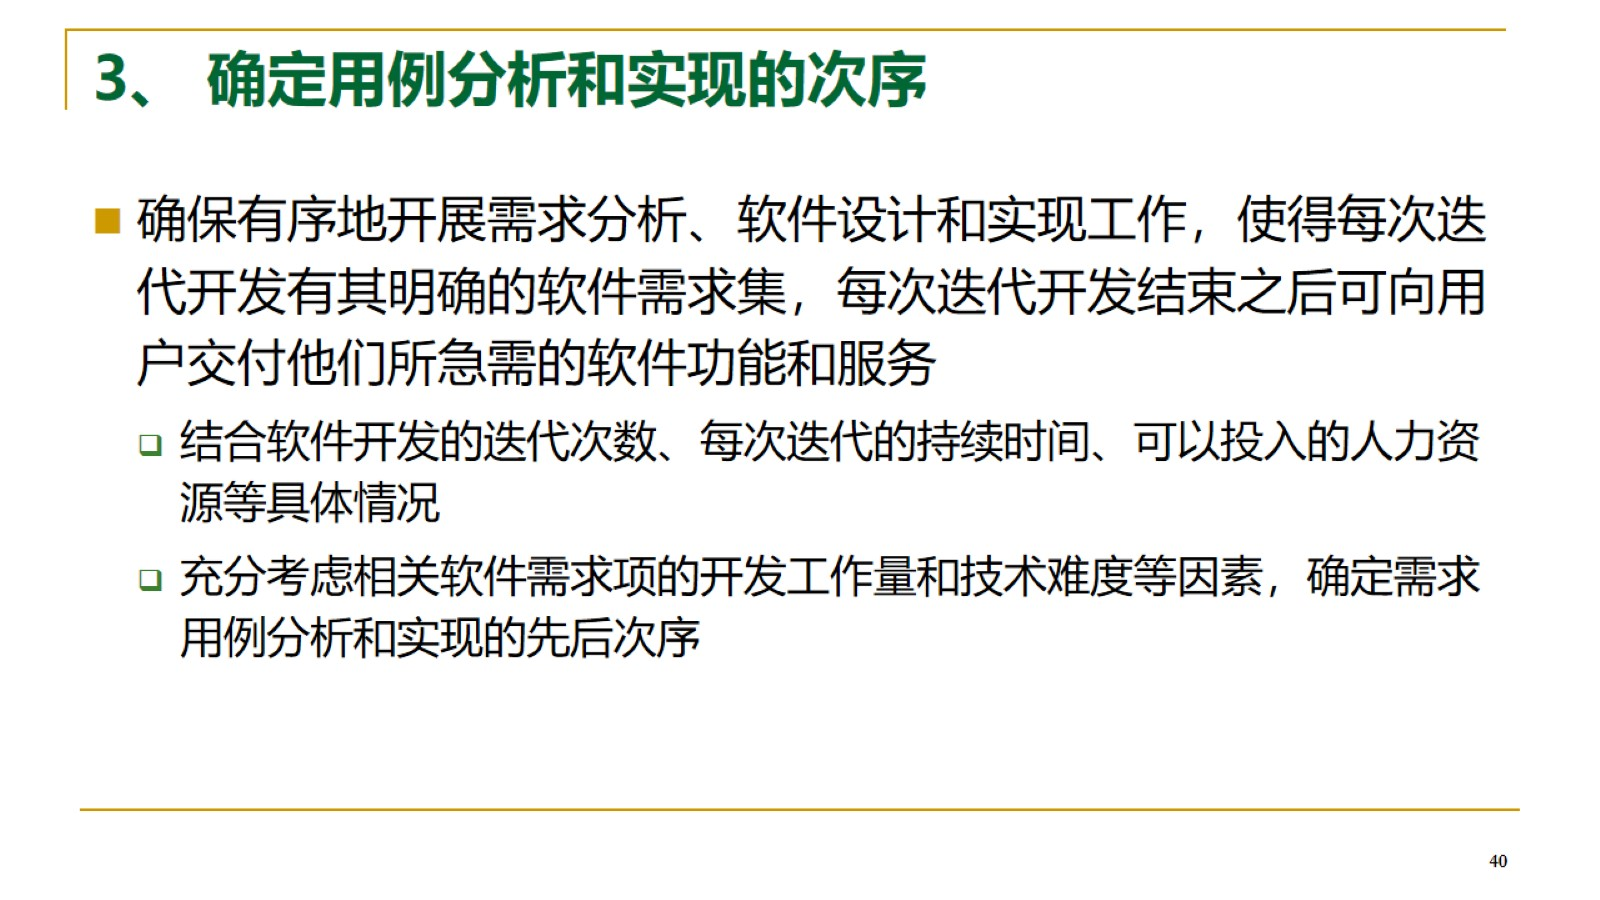 3、 确定用例分析和实现的次序
确保有序地开展需求分析、软件设计和实现工作，使得每次迭
代开发有其明确的软件需求集，每次迭代开发结束之后可向用
户交付他们所急需的软件功能和服务
结合软件开发的迭代次数、每次迭代的持续时间、可以投入的人力资
源等具体情况
充分考虑相关软件需求项的开发工作量和技术难度等因素，确定需求
用例分析和实现的先后次序
40